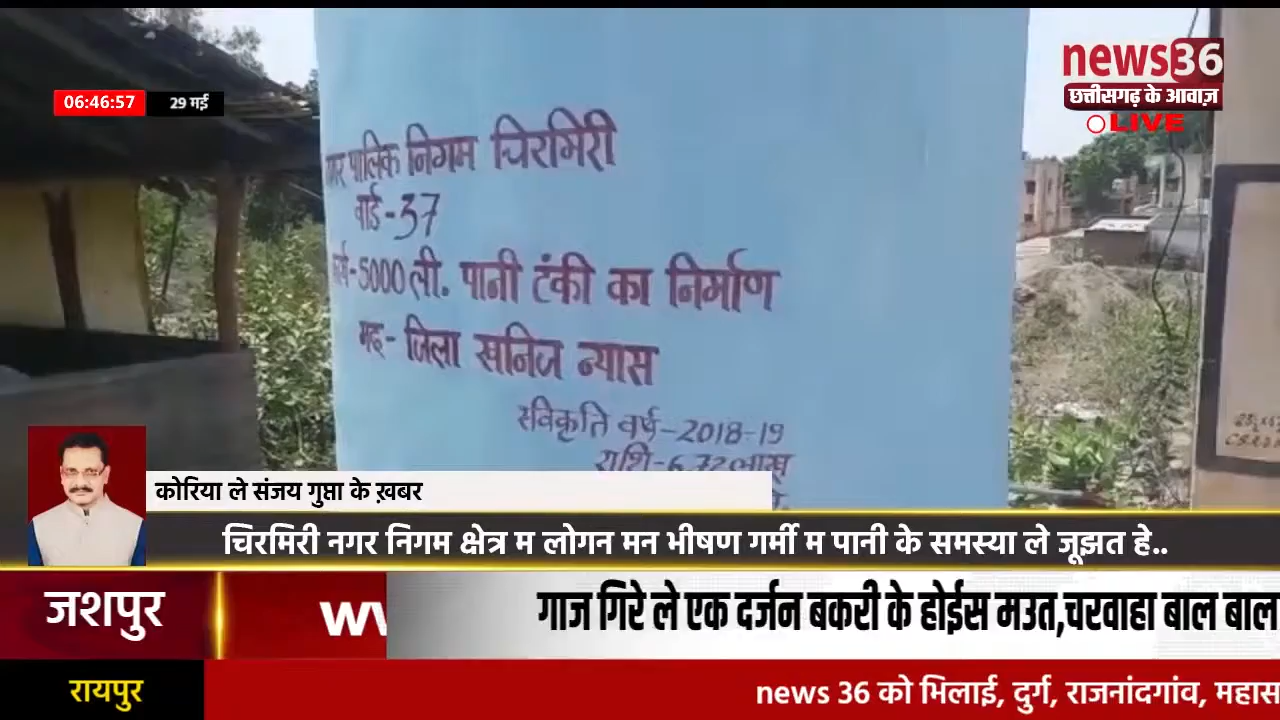 06:46:57
29 मई
news36
छत्तीसगढ़ के आवाज़
LIVE
पालिक निगम चिरमिरी
वार्ड-37
5000 ली. पानी टंकी का निर्माण
मद-जिला खनिज न्यास
स्विकृति वर्ष-2018-19
राशि-6.72 लाख
कोरिया ले संजय गुप्ता के ख़बर
चिरमिरी नगर निगम क्षेत्र म लोगन मन भीषण गर्मी म पानी के समस्या ले जूझत हे..
जशपुर
गाज गिरे ले एक दर्जन बकरी के होईस मउत,चरवाहा बाल बाल
रायपुर
news 36 को भिलाई, दुर्ग, राजनांदगांव, महास